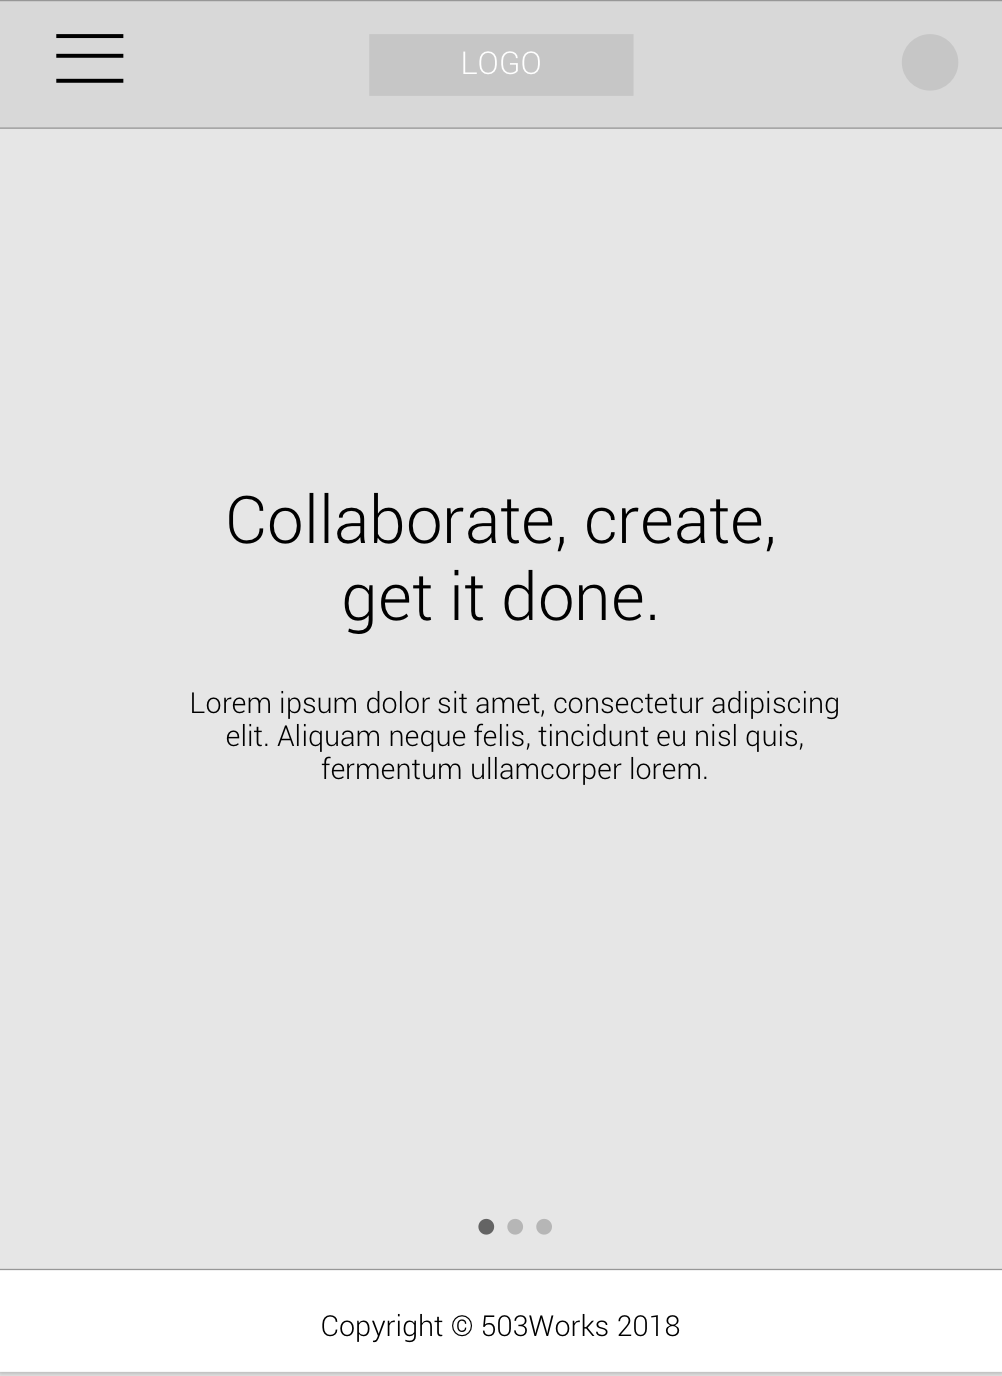 LOGO
Collaborate, create,
get it done.
Lorem ipsum dolor sit amet, consectetur adipiscing
elit. Aliquam neque felis, tincidunt eu nisl quis,
fermentum ullamcorper lorem.
Copyright © 503Works 2018